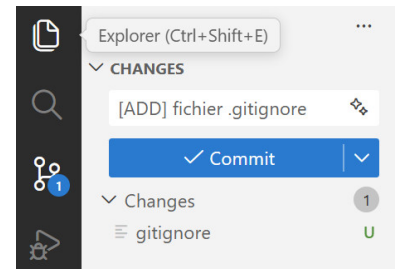 Explorer (Ctrl+Shift+E)
...
CHANGES
[ADD] fichier .gitignore
Commit
1
Changes
1
gitignore
U